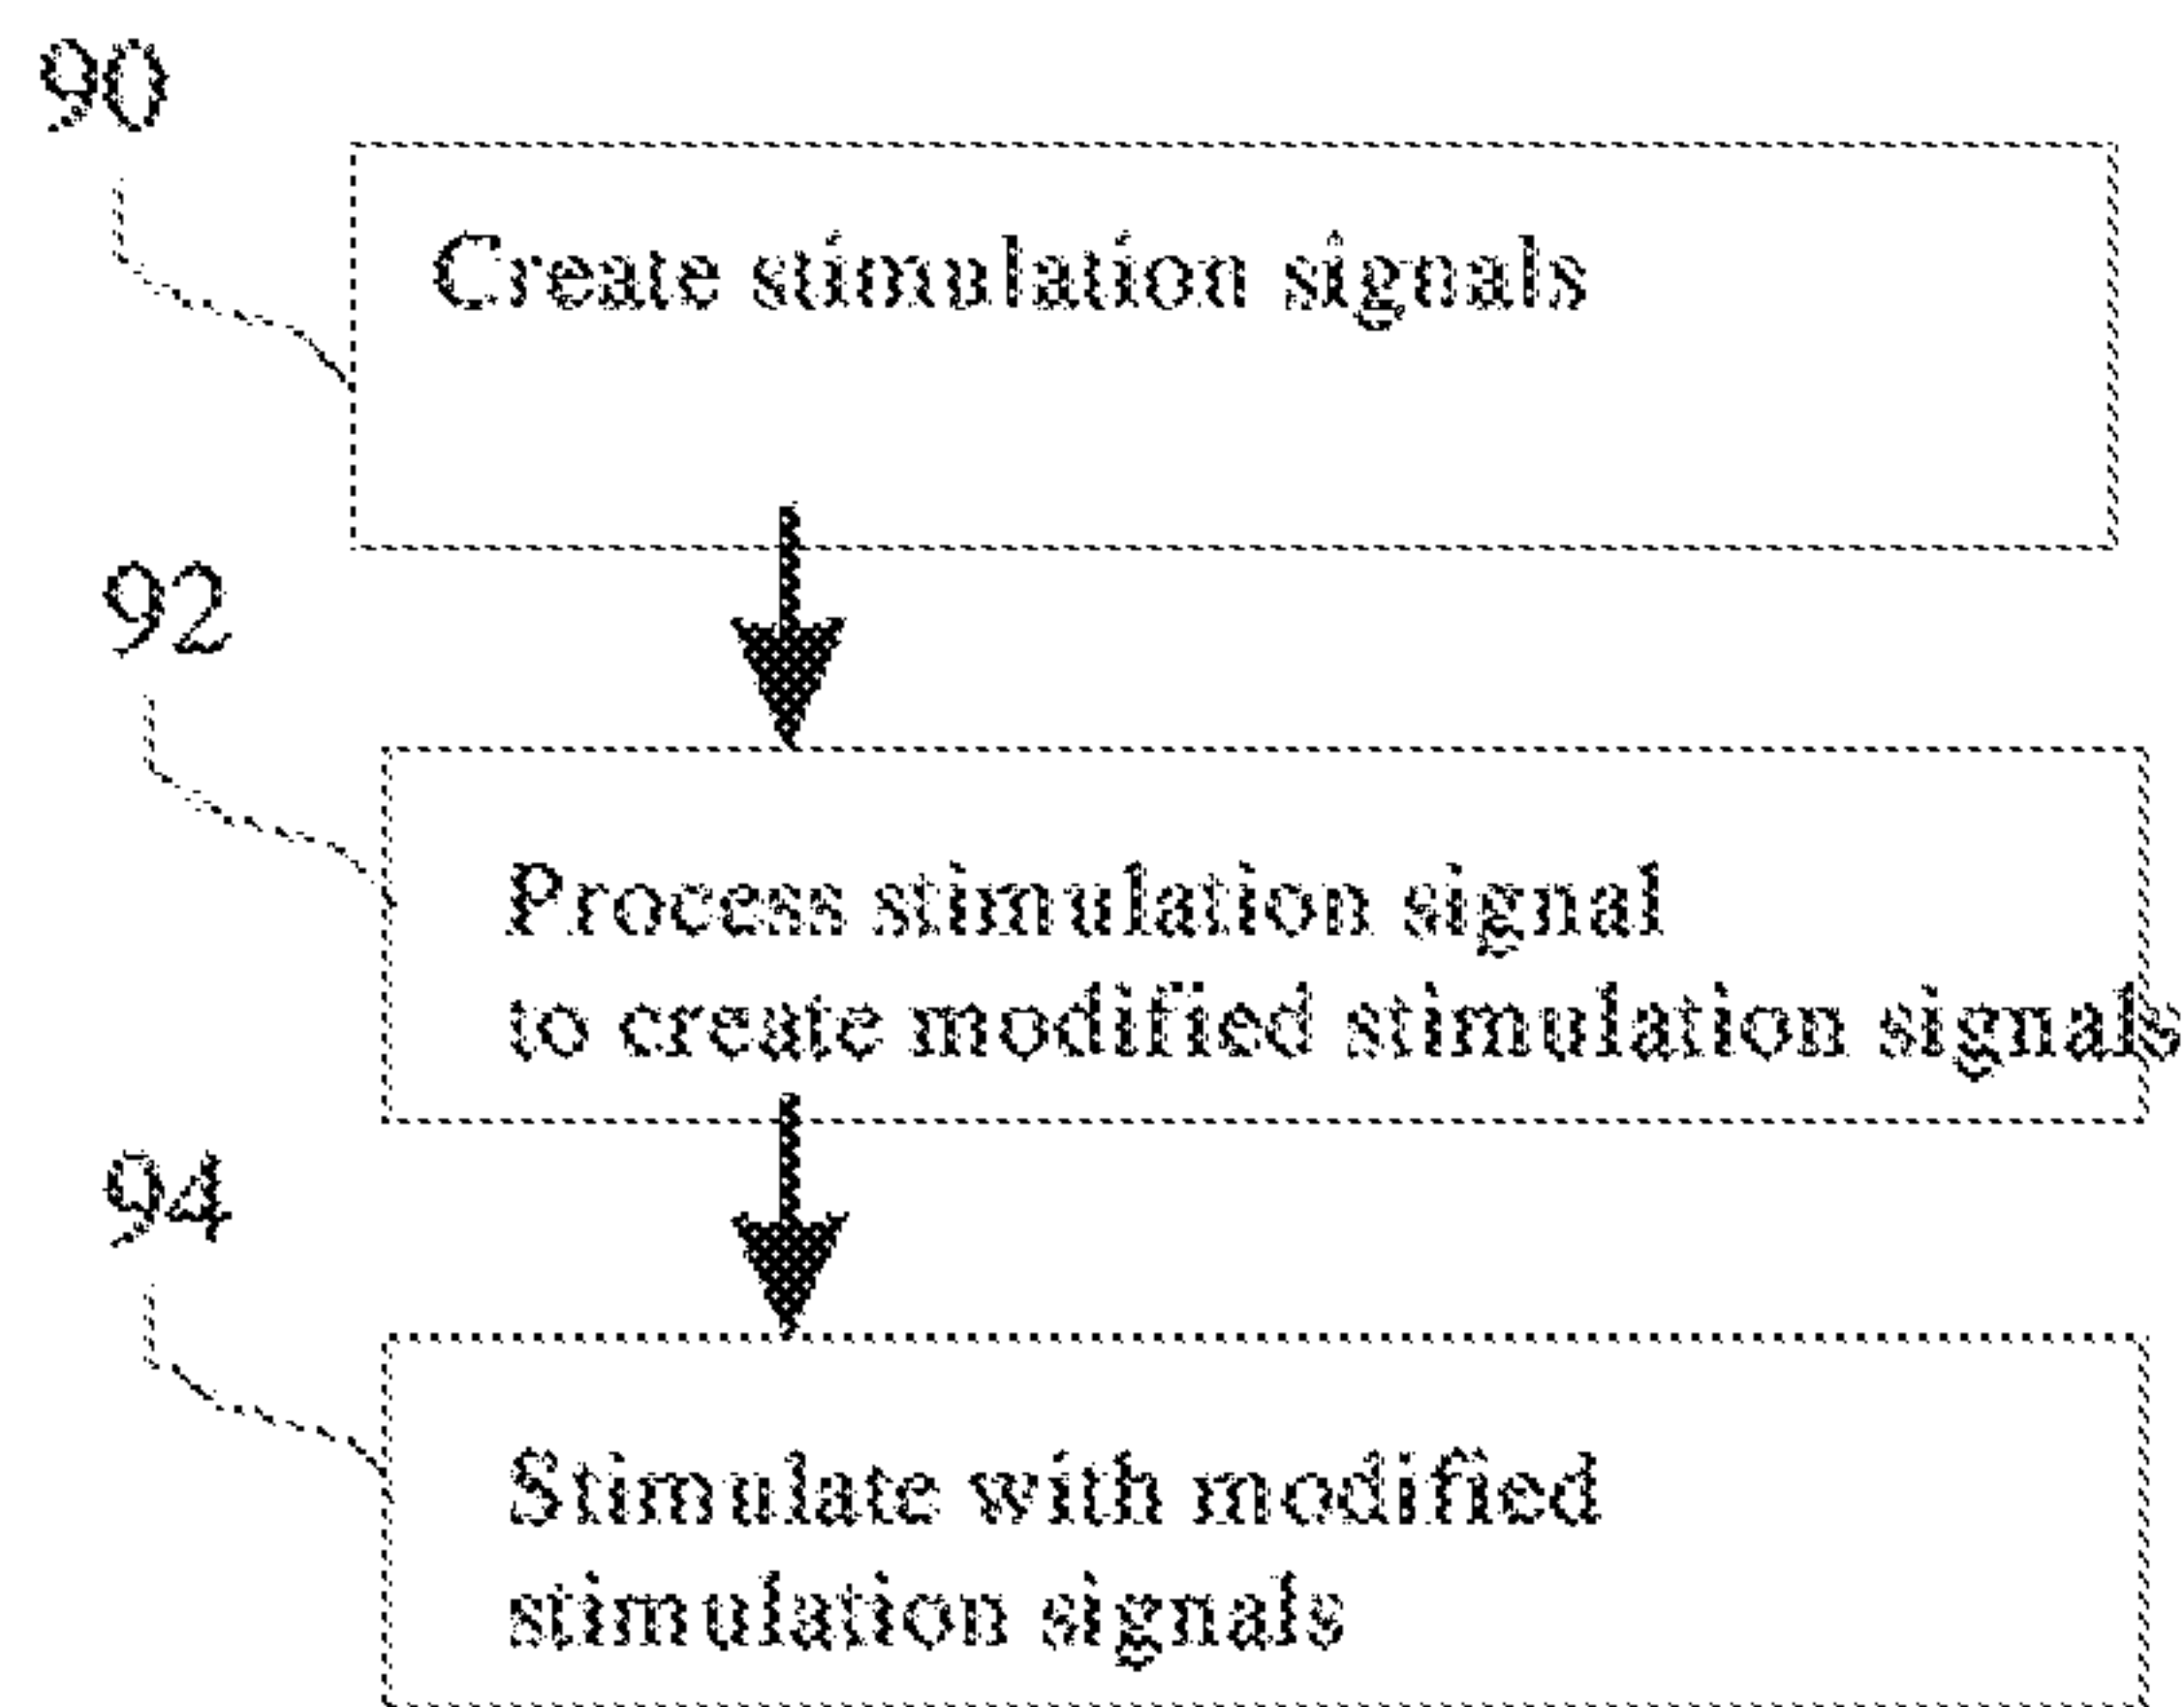 90
Create stimulation signals
92
Process stimulation signal
to create modified stimulation signals
94
Stimulate with modified
stimulation signals